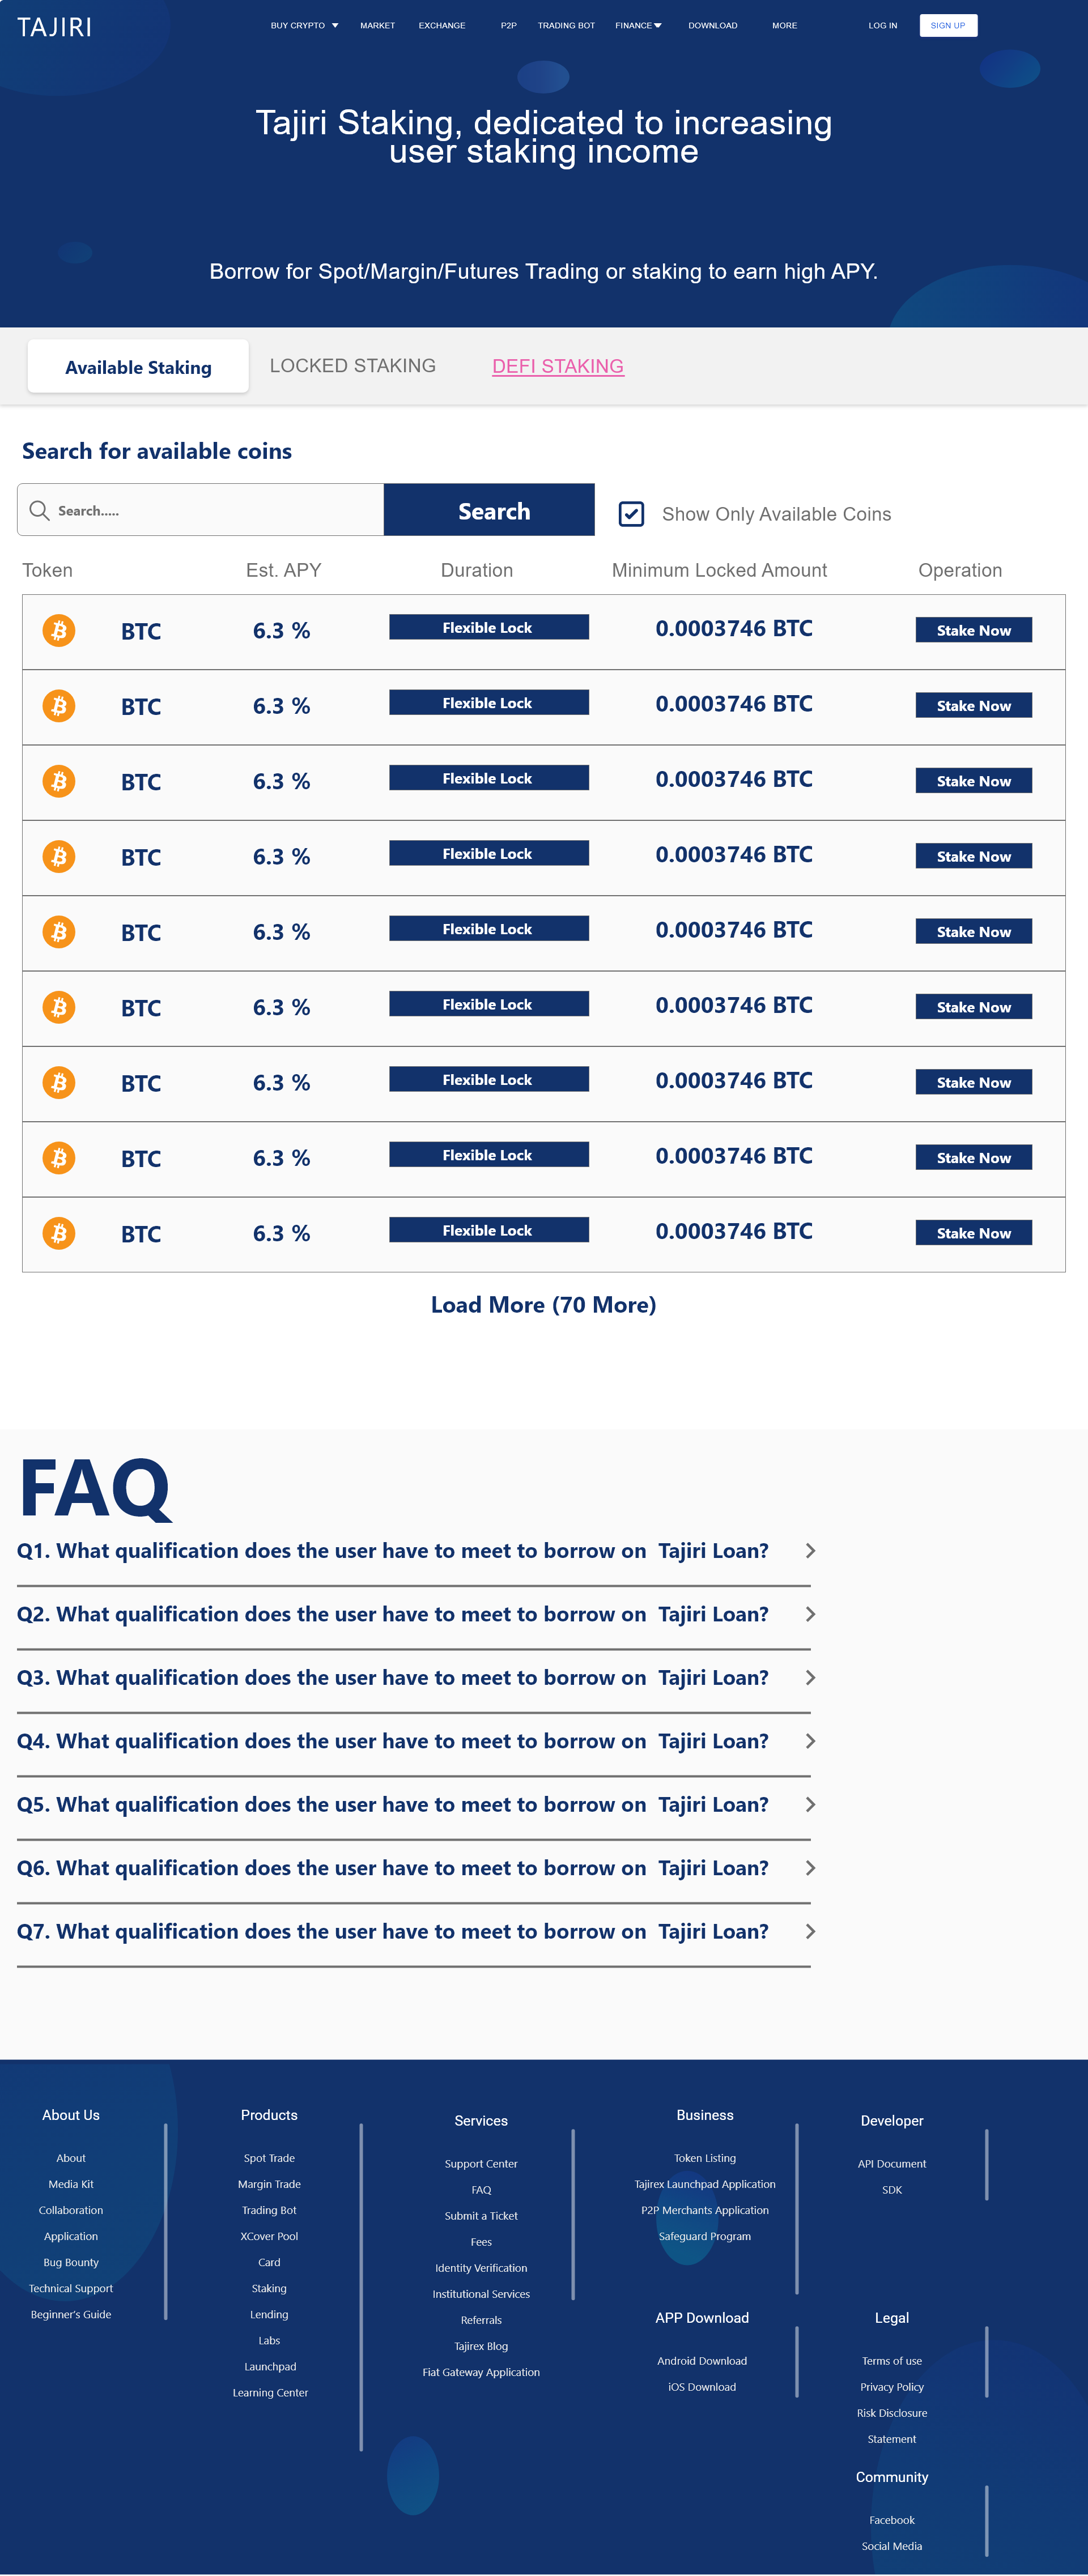 TAJIRI
BUY CRYPTO
MARKET
EXCHANGE
P2P
TRADING BOT
FINANCE
DOWNLOAD
MORE
LOG IN
SIGN UP
Tajiri Staking, dedicated to increasing
user staking income
Borrow for Spot/Margin/Futures Trading or staking to earn high APY.
Available Staking
LOCKED STAKING
DEFI STAKING
Search for available coins
Search.....
Search
Show Only Available Coins
Token Est. APY Duration Minimum Locked Amount Operation
BTC 6.3 % Flexible Lock 0.0003746 BTC Stake Now
BTC 6.3 % Flexible Lock 0.0003746 BTC Stake Now
BTC 6.3 % Flexible Lock 0.0003746 BTC Stake Now
BTC 6.3 % Flexible Lock 0.0003746 BTC Stake Now
BTC 6.3 % Flexible Lock 0.0003746 BTC Stake Now
BTC 6.3 % Flexible Lock 0.0003746 BTC Stake Now
BTC 6.3 % Flexible Lock 0.0003746 BTC Stake Now
BTC 6.3 % Flexible Lock 0.0003746 BTC Stake Now
BTC 6.3 % Flexible Lock 0.0003746 BTC Stake Now
Load More (70 More)
FAQ
Q1. What qualification does the user have to meet to borrow on Tajiri Loan?
Q2. What qualification does the user have to meet to borrow on Tajiri Loan?
Q3. What qualification does the user have to meet to borrow on Tajiri Loan?
Q4. What qualification does the user have to meet to borrow on Tajiri Loan?
Q5. What qualification does the user have to meet to borrow on Tajiri Loan?
Q6. What qualification does the user have to meet to borrow on Tajiri Loan?
Q7. What qualification does the user have to meet to borrow on Tajiri Loan?
About Us
About
Media Kit
Collaboration
Application
Bug Bounty
Technical Support
Beginner's Guide
Products
Spot Trade
Margin Trade
Trading Bot
XCover Pool
Card
Staking
Lending
Labs
Launchpad
Learning Center
Services
Support Center
FAQ
Submit a Ticket
Fees
Identity Verification
Institutional Services
Referrals
Tajirex Blog
Fiat Gateway Application
Business
Token Listing
Tajirex Launchpad Application
P2P Merchants Application
Safeguard Program
APP Download
Android Download
iOS Download
Developer
API Document
SDK
Legal
Terms of use
Privacy Policy
Risk Disclosure
Statement
Community
Facebook
Social Media